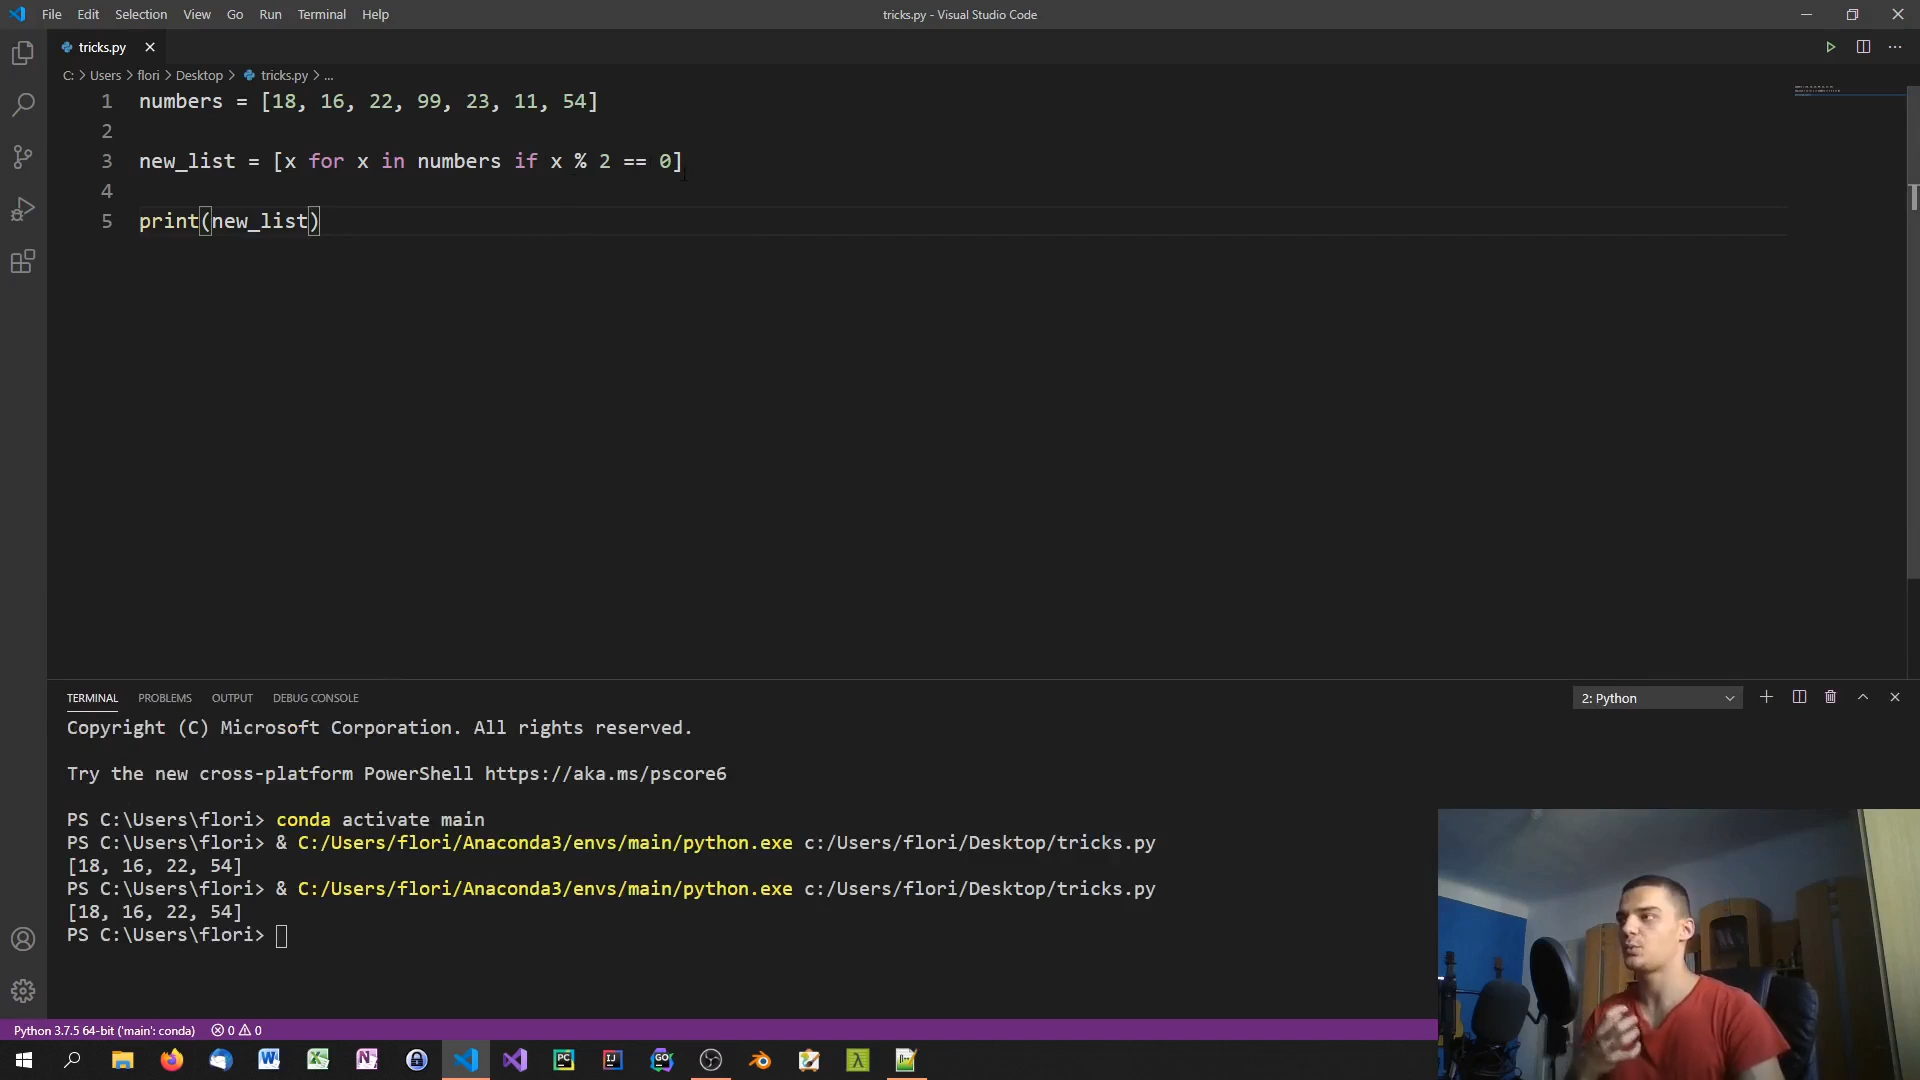 File Edit Selection View Go Run Terminal Help
tricks.py - Visual Studio Code
tricks.py
C: > Users > flori > Desktop > tricks.py > ...
1 numbers = [18, 16, 22, 99, 23, 11, 54]
2
3 new_list = [x for x in numbers if x % 2 == 0]
4
5 print(new_list)
TERMINAL PROBLEMS OUTPUT DEBUG CONSOLE
2: Python
Copyright (C) Microsoft Corporation. All rights reserved.
Try the new cross-platform PowerShell https://aka.ms/pscore6
PS C:\Users\flori> conda activate main
PS C:\Users\flori> & C:/Users/flori/Anaconda3/envs/main/python.exe c:/Users/flori/Desktop/tricks.py
[18, 16, 22, 54]
PS C:\Users\flori> & C:/Users/flori/Anaconda3/envs/main/python.exe c:/Users/flori/Desktop/tricks.py
[18, 16, 22, 54]
PS C:\Users\flori>
Python 3.7.5 64-bit ('main': conda) 0 0